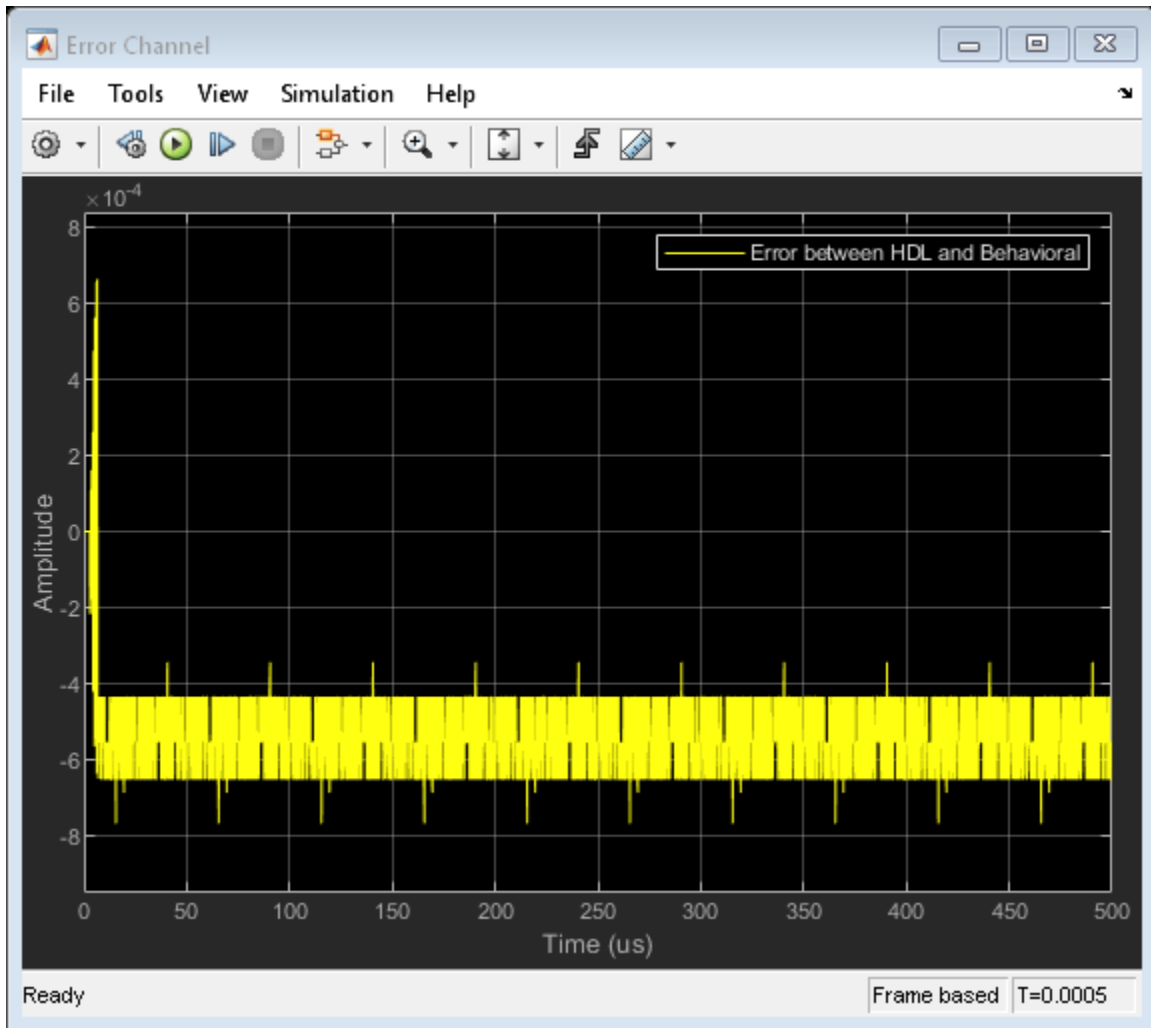 Error Channel
File Tools View Simulation Help
×10-4
Error between HDL and Behavioral
8
6
4
2
0
-2
-4
-6
-8
Amplitude
0 50 100 150 200 250 300 350 400 450 500
Time (us)
Ready Frame based T=0.0005